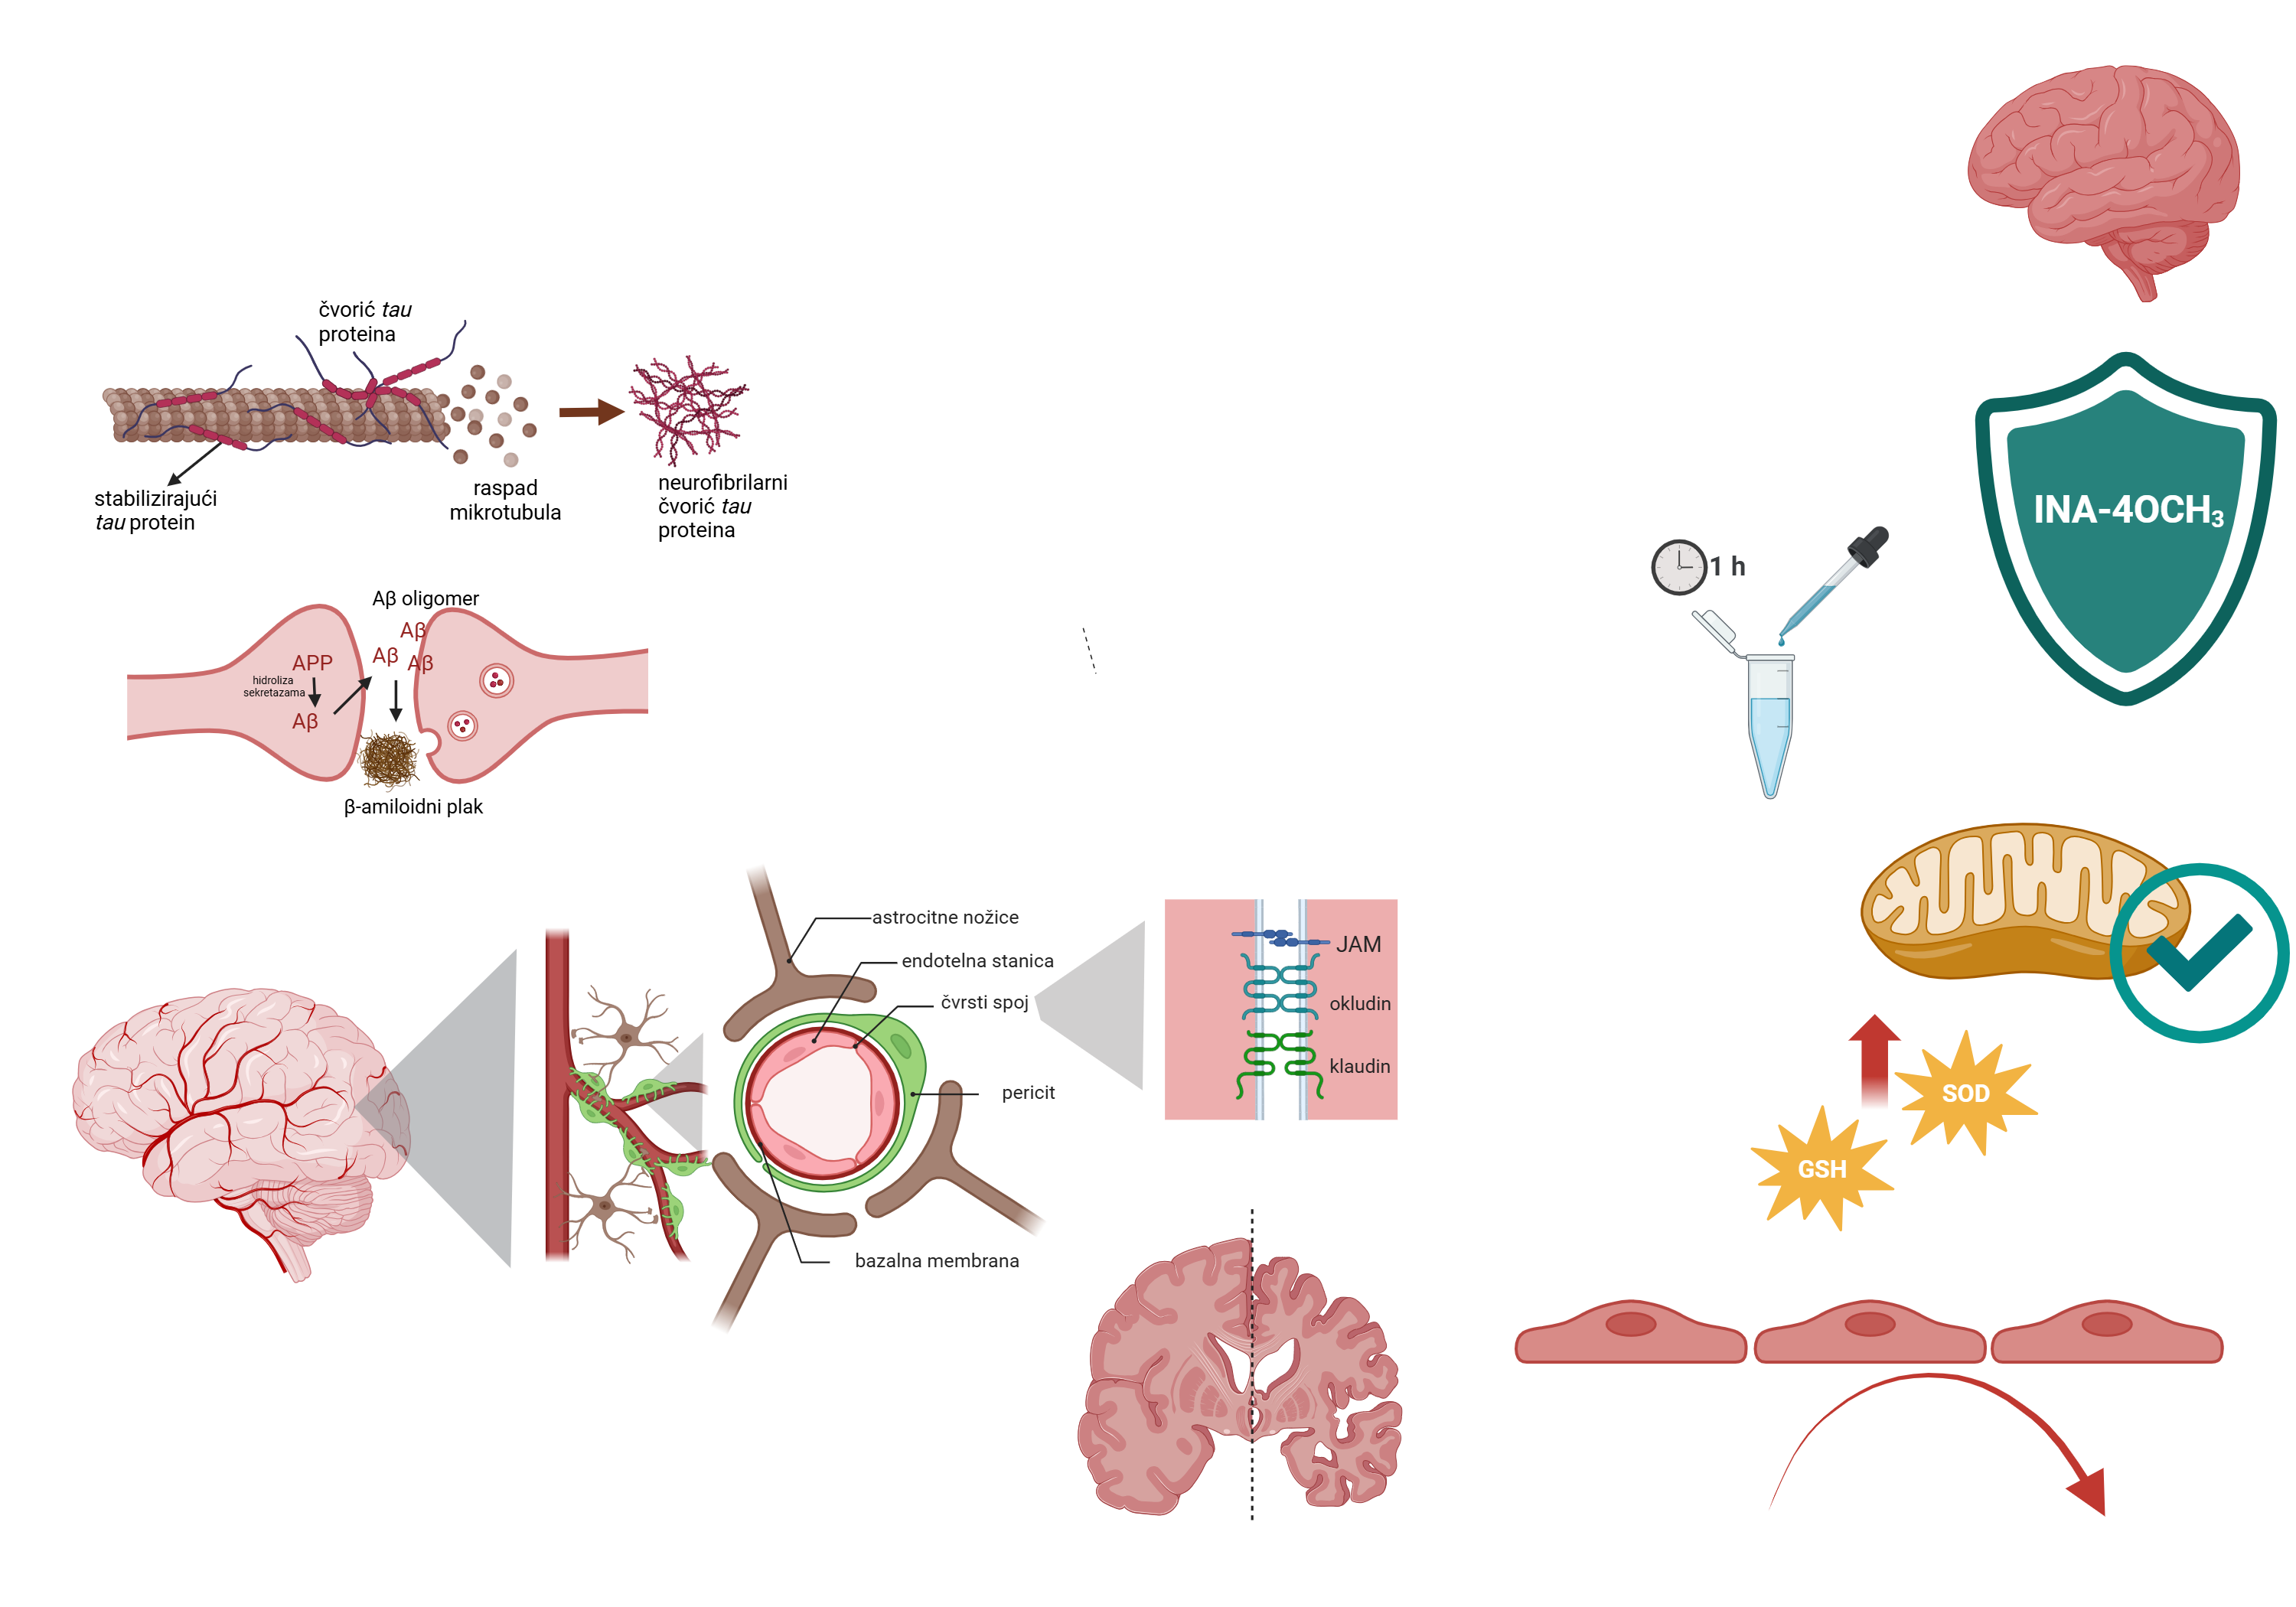 čvorić tau
proteina
stabilizirajući
tau protein
raspad
mikrotubula
neurofibrilarni
čvorić tau
proteina
Aβ oligomer
Aβ
Aβ
Aβ
APP
hidroliza
sekretazama
Aβ
β-amiloidni plak
astrocitne nožice
endotelna stanica
čvrsti spoj
pericit
bazalna membrana
JAM
okludin
klaudin
INA-4OCH₃
1 h
SOD
GSH